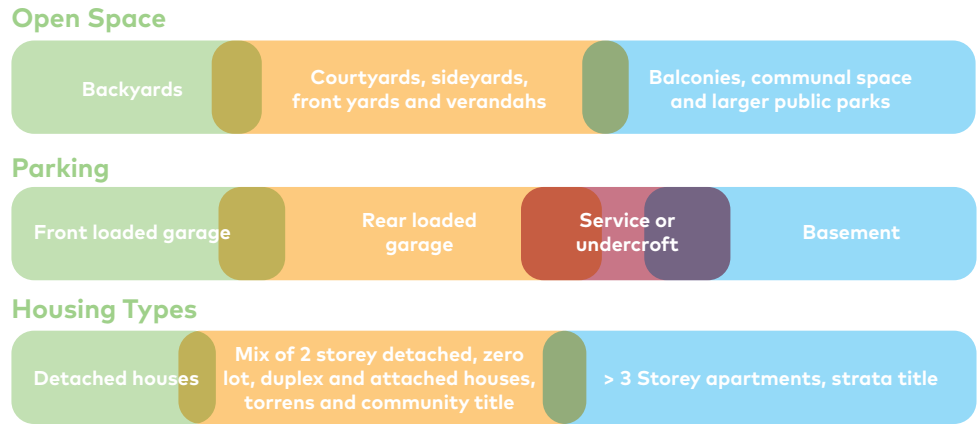 Open Space
Backyards
Courtyards, sideyards,
front yards and verandahs
Balconies, communal space
and larger public parks
Parking
Front loaded garage
Rear loaded
garage
Service or
undercroft
Basement
Housing Types
Detached houses
Mix of 2 storey detached, zero
lot, duplex and attached houses,
torrens and community title
> 3 Storey apartments, strata title